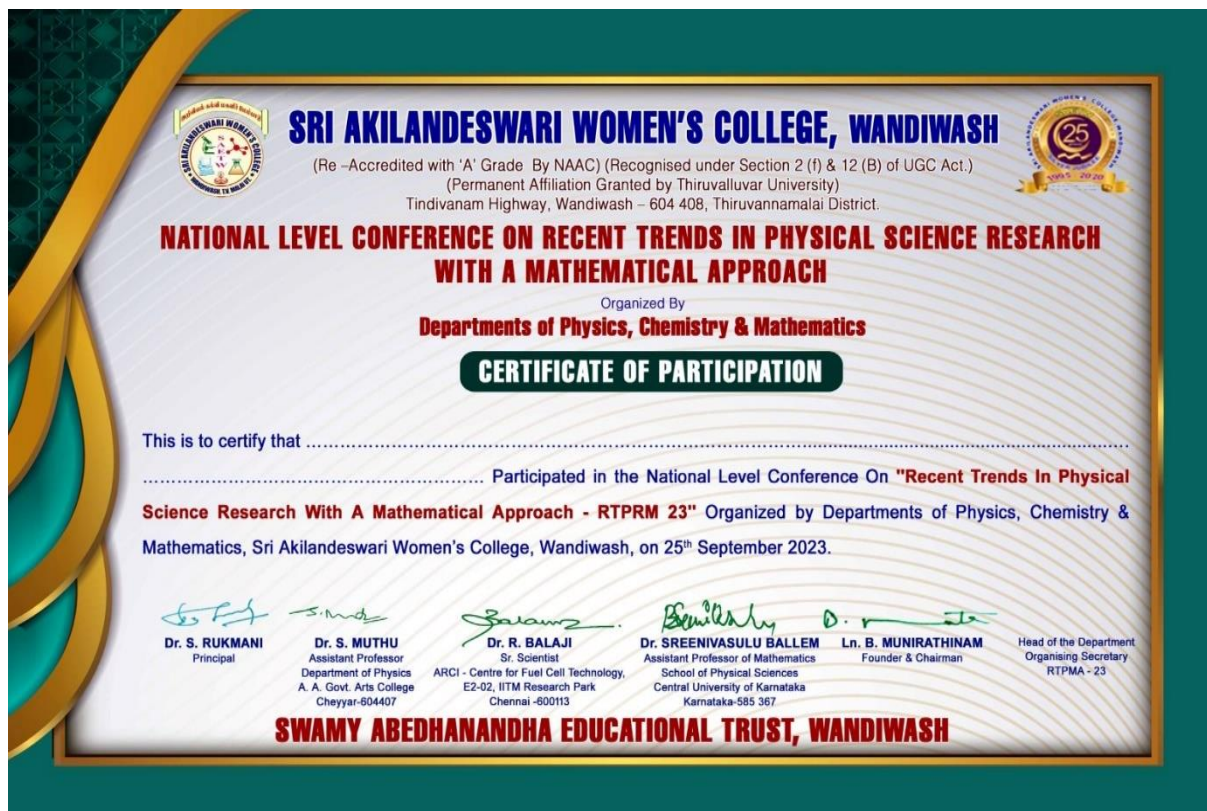 SRI AKILANDESWARI WOMEN'S COLLEGE, WANDIWASH
(Re –Accredited with 'A' Grade By NAAC) (Recognised under Section 2 (f) & 12 (B) of UGC Act.)
(Permanent Affiliation Granted by Thiruvalluvar University)
Tindivanam Highway, Wandiwash – 604 408, Thiruvannamalai District.
25
1995 - 2020
NATIONAL LEVEL CONFERENCE ON RECENT TRENDS IN PHYSICAL SCIENCE RESEARCH
WITH A MATHEMATICAL APPROACH
Organized By
Departments of Physics, Chemistry & Mathematics
CERTIFICATE OF PARTICIPATION
This is to certify that ........................................................................
........................................ Participated in the National Level Conference On "Recent Trends In Physical
Science Research With A Mathematical Approach - RTPRM 23" Organized by Departments of Physics, Chemistry &
Mathematics, Sri Akilandeswari Women's College, Wandiwash, on 25th September 2023.
Dr. S. RUKMANI
Principal
Dr. S. MUTHU
Assistant Professor
Department of Physics
A. A. Govt. Arts College
Cheyyar-604407
Dr. R. BALAJI
Sr. Scientist
ARCI - Centre for Fuel Cell Technology,
E2-02, IITM Research Park
Chennai -600113
Dr. SREENIVASULU BALLEM
Assistant Professor of Mathematics
School of Physical Sciences
Central University of Karnataka
Karnataka-585 367
Ln. B. MUNIRATHINAM
Founder & Chairman
Head of the Department
Organising Secretary
RTPMA - 23
SWAMY ABEDHANANDHA EDUCATIONAL TRUST, WANDIWASH